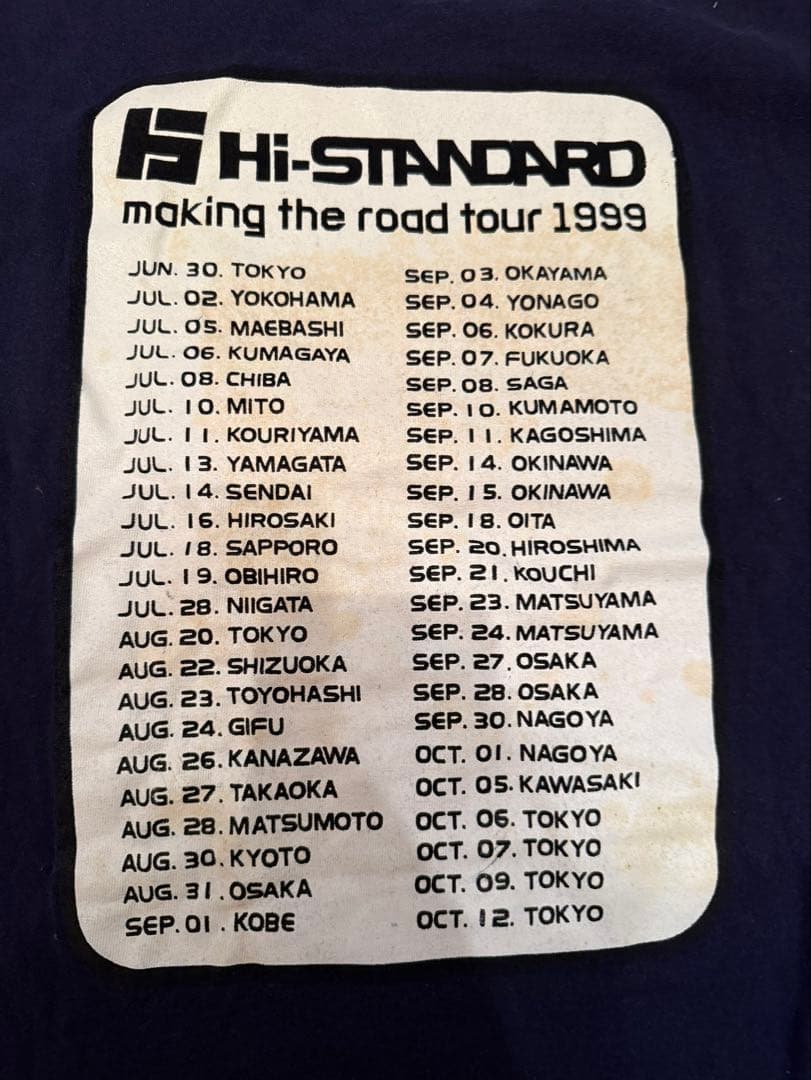 Hi-STANDARD
making the road tour 1999
JUN. 30. TOKYO
JUL. 02. YOKOHAMA
JUL. 05. MAEBASHI
JUL. 06. KUMAGAYA
JUL. 08. CHIBA
JUL. 10. MITO
JUL. 11. KOURIYAMA
JUL. 13. YAMAGATA
JUL. 14. SENDAI
JUL. 16. HIROSAKI
JUL. 18. SAPPORO
JUL. 19. OBIHIRO
JUL. 28. NIIGATA
AUG. 20. TOKYO
AUG. 22. SHIZUOKA
AUG. 23. TOYOHASHI
AUG. 24. GIFU
AUG. 26. KANAZAWA
AUG. 27. TAKAOKA
AUG. 28. MATSUMOTO
AUG. 30. KYOTO
AUG. 31. OSAKA
SEP. 01. KOBE
SEP. 03. OKAYAMA
SEP. 04. YONAGO
SEP. 06. KOKURA
SEP. 07. FUKUOKA
SEP. 08. SAGA
SEP. 10. KUMAMOTO
SEP. 11. KAGOSHIMA
SEP. 14. OKINAWA
SEP. 15. OKINAWA
SEP. 18. OITA
SEP. 20. HIROSHIMA
SEP. 21. KOUCHI
SEP. 23. MATSUYAMA
SEP. 24. MATSUYAMA
SEP. 27. OSAKA
SEP. 28. OSAKA
SEP. 30. NAGOYA
OCT. 01. NAGOYA
OCT. 05. KAWASAKI
OCT. 06. TOKYO
OCT. 07. TOKYO
OCT. 09. TOKYO
OCT. 12. TOKYO